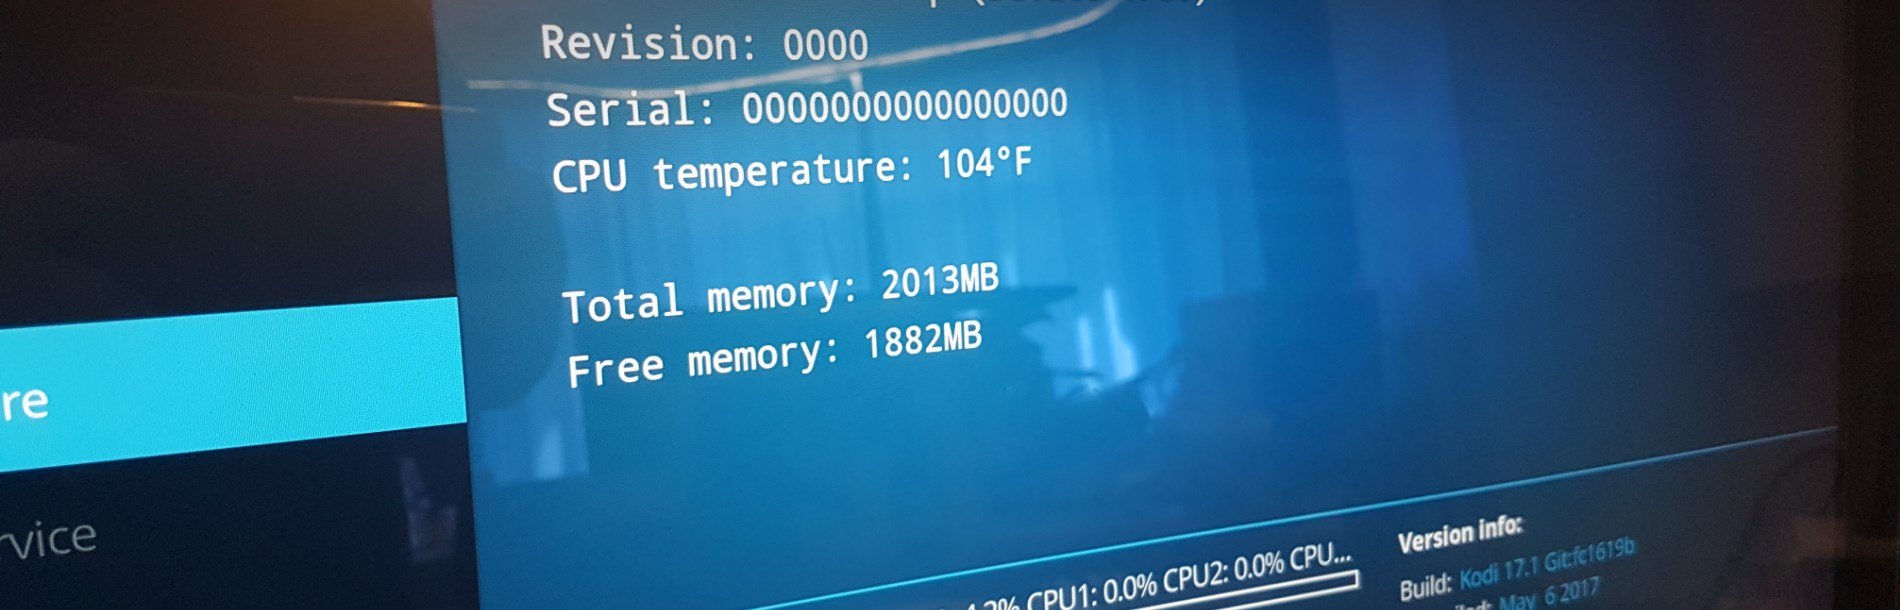 Revision: 0000
Serial: 0000000000000000
CPU temperature: 104°F
Total memory: 2013MB
Free memory: 1882MB
re
rvice
CPU1: 0.0% CPU2: 0.0% CPU...
Version info:
Build: Kodi 17.1 Git:fc1619b
May 6 2017